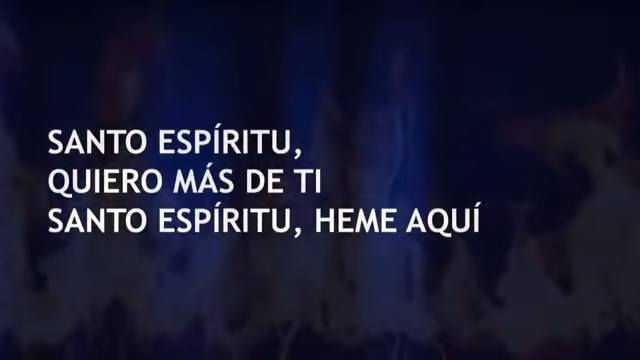 SANTO ESPÍRITU,
QUIERO MÁS DE TI
SANTO ESPÍRITU, HEME AQUÍ